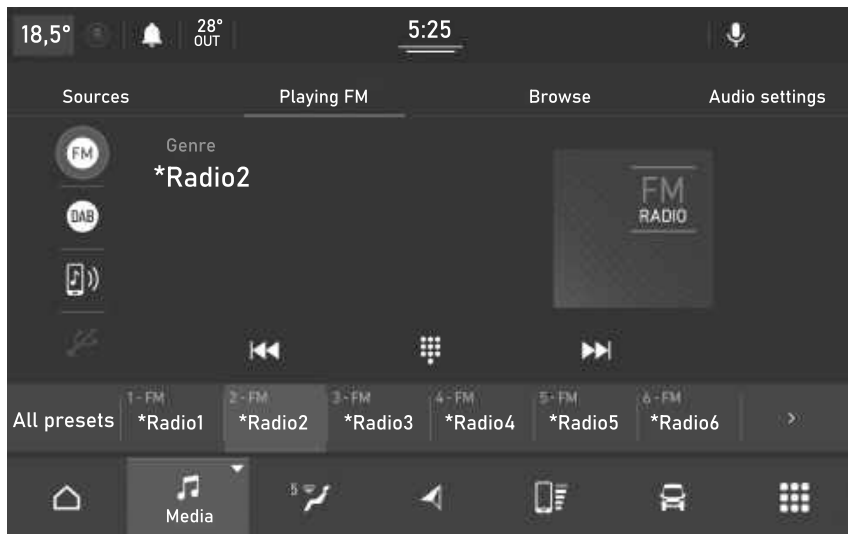 18,5°
28°
OUT
5:25
Sources
Playing FM
Browse
Audio settings
FM
Genre
*Radio2
FM
RADIO
DAB
All presets
1 - FM
*Radio1
2 - FM
*Radio2
3 - FM
*Radio3
4 - FM
*Radio4
5 - FM
*Radio5
6 - FM
*Radio6
Media
5